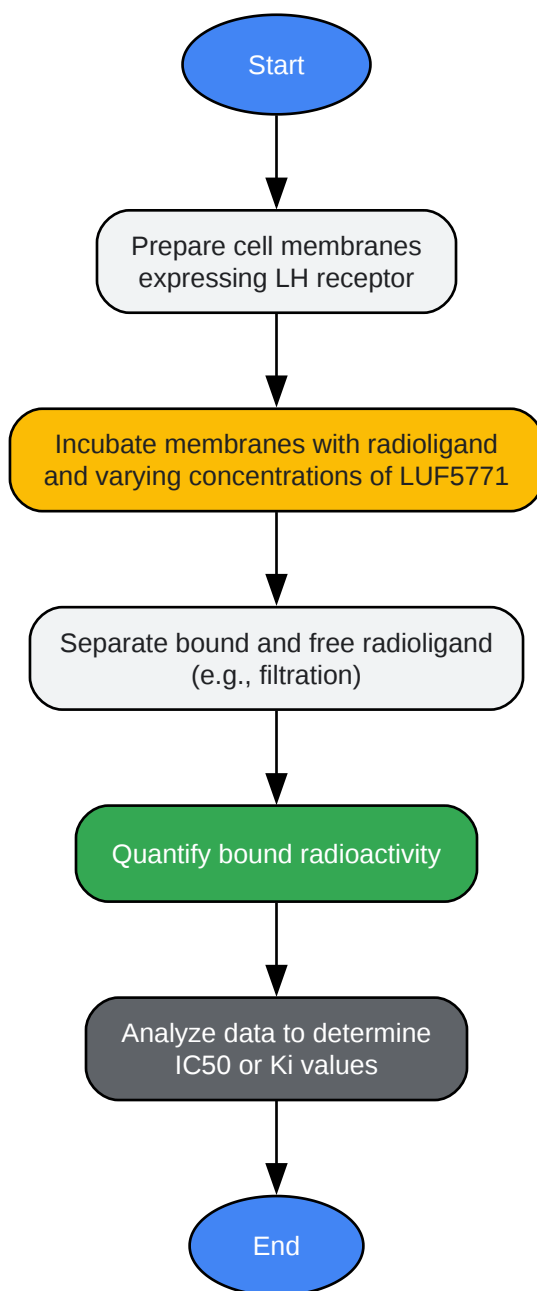 Start
Prepare cell membranes
expressing LH receptor
Incubate membranes with radioligand
and varying concentrations of LUF5771
Separate bound and free radioligand
(e.g., filtration)
Quantify bound radioactivity
Analyze data to determine
IC50 or Ki values
End